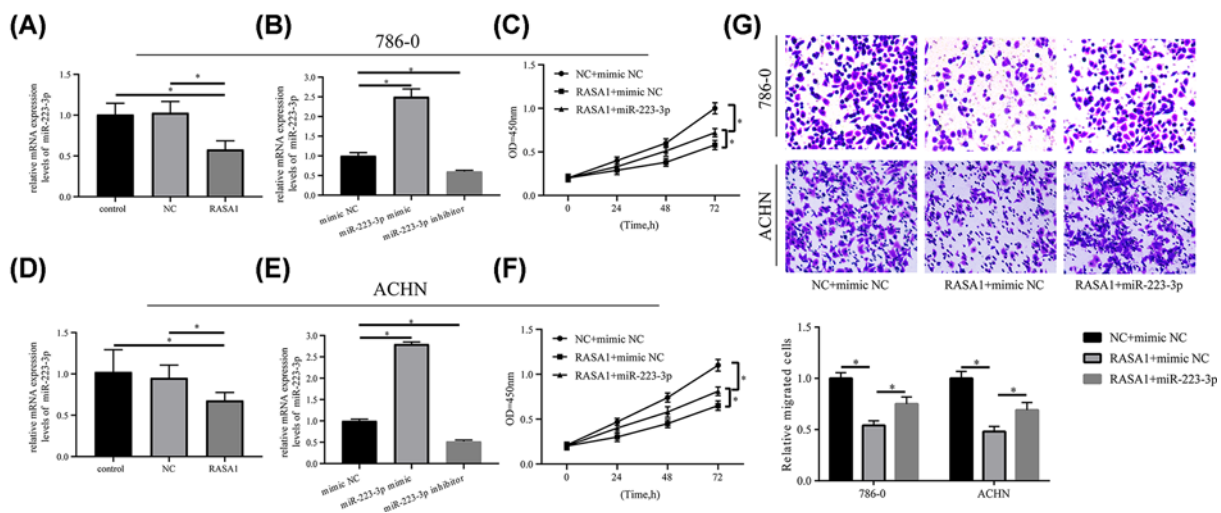 (A)
(B)
(C)
(G)
786-0
relative mRNA expression
levels of miR-223-3p
1.5
1.0
0.5
0.0
*
*
control
NC
RASA1
relative mRNA expression
levels of miR-223-3p
3.0
2.5
2.0
1.5
1.0
0.5
0.0
*
*
mimic NC
miR-223-3p mimic
miR-223-3p inhibitor
OD=450nm
1.5
1.0
0.5
0.0
NC+mimic NC
RASA1+mimic NC
RASA1+miR-223-3p
*
*
0
24
48
72
(Time,h)
786-0
ACHN
NC+mimic NC
RASA1+mimic NC
RASA1+miR-223-3p
(D)
(E)
(F)
ACHN
relative mRNA expression
levels of miR-223-3p
1.5
1.0
0.5
0.0
*
*
control
NC
RASA1
relative mRNA expression
levels of miR-223-3p
3.0
2.5
2.0
1.5
1.0
0.5
0.0
*
*
mimic NC
miR-223-3p mimic
miR-223-3p inhibitor
OD=450nm
1.5
1.0
0.5
0.0
NC+mimic NC
RASA1+mimic NC
RASA1+miR-223-3p
*
*
0
24
48
72
(Time,h)
Relative migrated cells
1.5
1.0
0.5
0.0
*
*
*
*
786-0
ACHN
NC+mimic NC
RASA1+mimic NC
RASA1+miR-223-3p